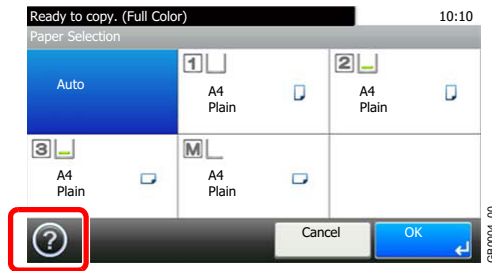 Ready to copy. (Full Color)
10:10
Paper Selection
Auto
1
A4
Plain
2
A4
Plain
3
A4
Plain
M
A4
Plain
?
Cancel
OK
GB0004_00